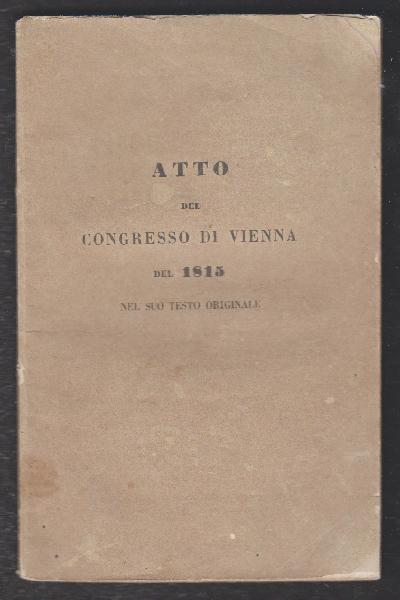 ATTO
DEL
CONGRESSO DI VIENNA
DEL 1815
NEL SUO TESTO ORIGINALE